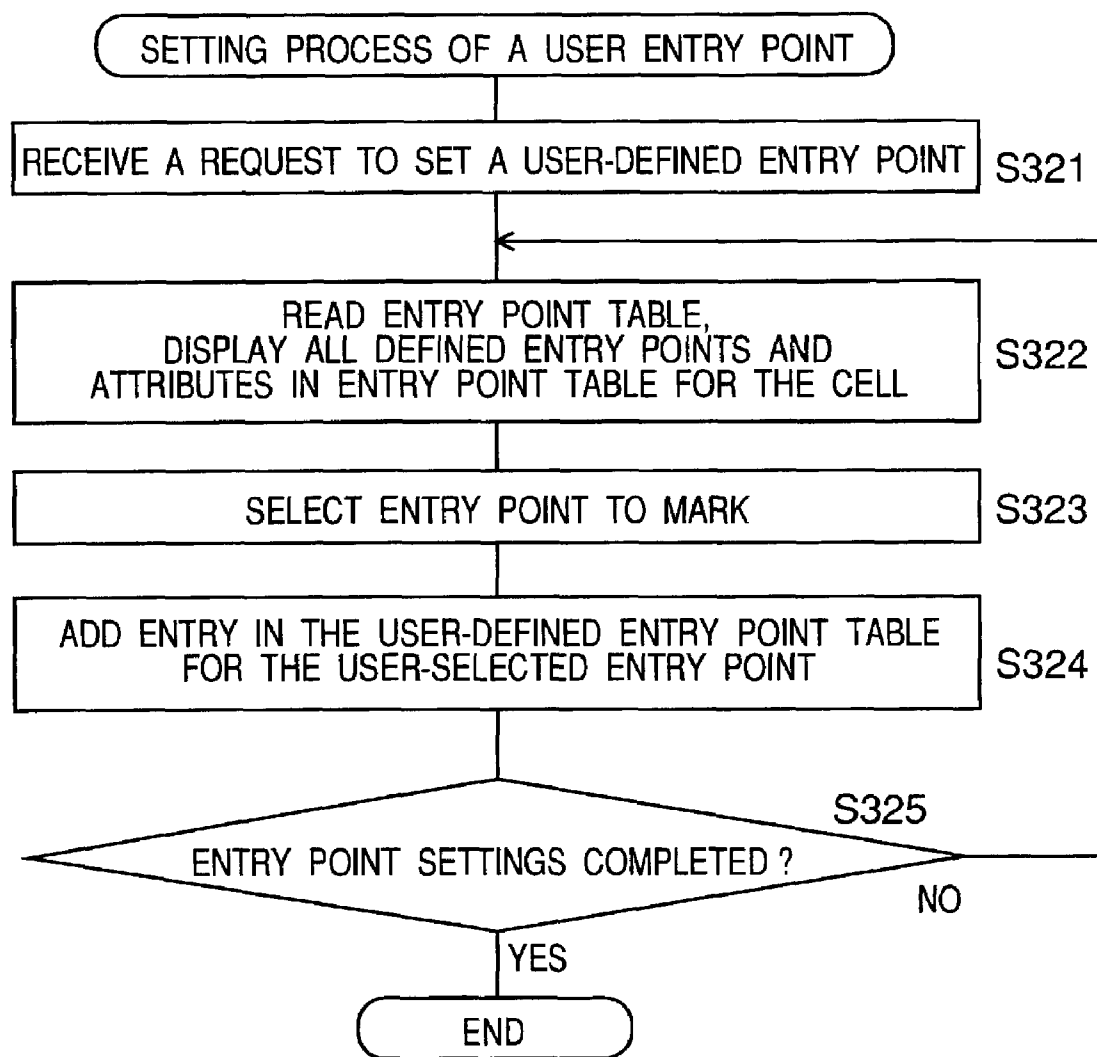 SETTING PROCESS OF A USER ENTRY POINT
RECEIVE A REQUEST TO SET A USER-DEFINED ENTRY POINT
S321
READ ENTRY POINT TABLE,
DISPLAY ALL DEFINED ENTRY POINTS AND
ATTRIBUTES IN ENTRY POINT TABLE FOR THE CELL
S322
SELECT ENTRY POINT TO MARK
S323
ADD ENTRY IN THE USER-DEFINED ENTRY POINT TABLE
FOR THE USER-SELECTED ENTRY POINT
S324
S325
ENTRY POINT SETTINGS COMPLETED ?
NO
YES
END